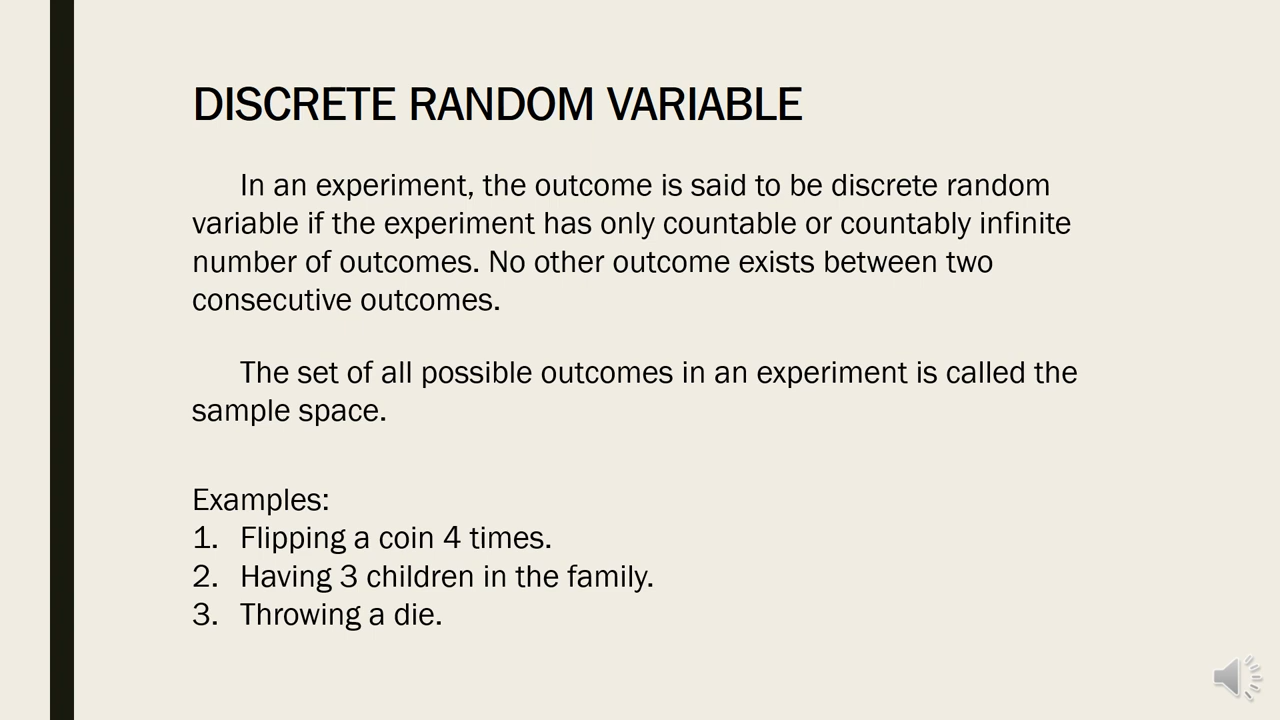 DISCRETE RANDOM VARIABLE
In an experiment, the outcome is said to be discrete random
variable if the experiment has only countable or countably infinite
number of outcomes. No other outcome exists between two
consecutive outcomes.
The set of all possible outcomes in an experiment is called the
sample space.
Examples:
1. Flipping a coin 4 times.
2. Having 3 children in the family.
3. Throwing a die.